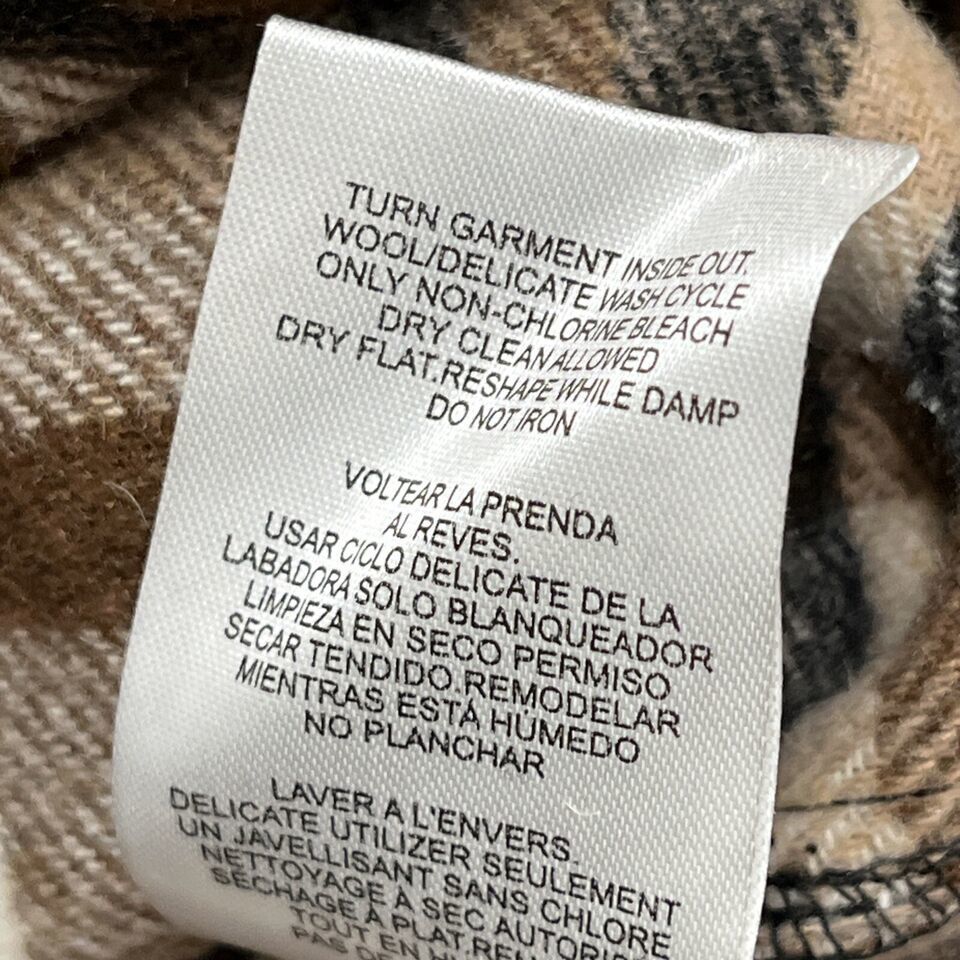 TURN GARMENT INSIDE OUT.
WOOL/DELICATE WASH CYCLE
ONLY NON-CHLORINE BLEACH
DRY CLEAN ALLOWED
DRY FLAT.RESHAPE WHILE DAMP
DO NOT IRON
VOLTEAR LA PRENDA
AL REVES.
USAR CICLO DELICATE DE LA
LABADORA SOLO BLANQUEADOR
LIMPIEZA EN SECO PERMISO
SECAR TENDIDO.REMODELAR
MIENTRAS ESTÁ HÚMEDO
NO PLANCHAR
LAVER A L'ENVERS.
DELICATE UTILIZER SEULEMENT
UN JAVELLISANT SANS CHLORE
NETTOYAGE À SEC
SÉCHAGE À PLAT.
TOUT EN
PAS DE